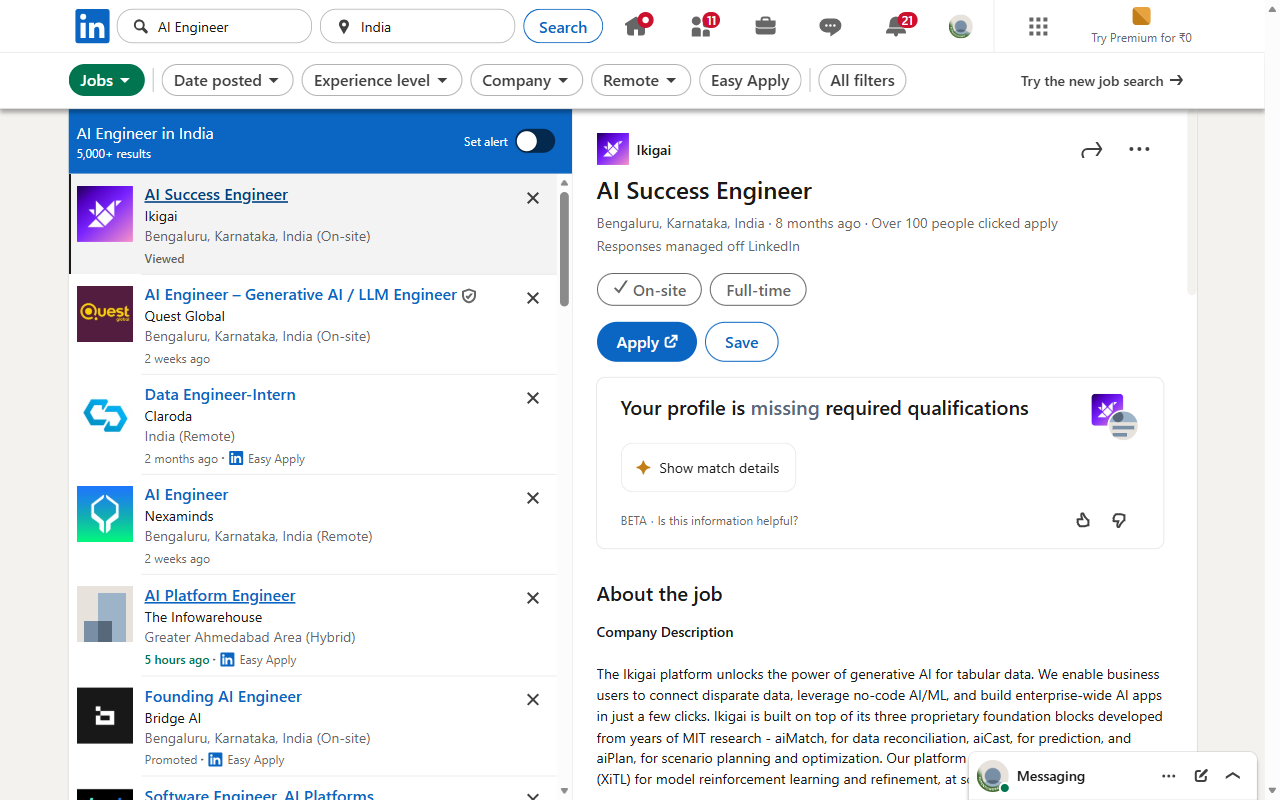 in
AI Engineer
India
Search
11
21
Try Premium for ₹0
Jobs
Date posted
Experience level
Company
Remote
Easy Apply
All filters
Try the new job search
AI Engineer in India
5,000+ results
Set alert
AI Success Engineer
Ikigai
Bengaluru, Karnataka, India (On-site)
Viewed
Quest
global
AI Engineer – Generative AI / LLM Engineer
Quest Global
Bengaluru, Karnataka, India (On-site)
2 weeks ago
Data Engineer-Intern
Claroda
India (Remote)
2 months ago · in Easy Apply
AI Engineer
Nexaminds
Bengaluru, Karnataka, India (Remote)
2 weeks ago
AI Platform Engineer
The Infowarehouse
Greater Ahmedabad Area (Hybrid)
5 hours ago · in Easy Apply
Founding AI Engineer
Bridge AI
Bengaluru, Karnataka, India (On-site)
Promoted · in Easy Apply
Software Engineer, AI Platforms
Ikigai
AI Success Engineer
Bengaluru, Karnataka, India · 8 months ago · Over 100 people clicked apply
Responses managed off LinkedIn
On-site
Full-time
Apply
Save
Your profile is missing required qualifications
Show match details
BETA · Is this information helpful?
About the job
Company Description
The Ikigai platform unlocks the power of generative AI for tabular data. We enable business
users to connect disparate data, leverage no-code AI/ML, and build enterprise-wide AI apps
in just a few clicks. Ikigai is built on top of its three proprietary foundation blocks developed
from years of MIT research - aiMatch, for data reconciliation, aiCast, for prediction, and
aiPlan, for scenario planning and optimization. Our platform
(XiTL) for model reinforcement learning and refinement, at
Messaging